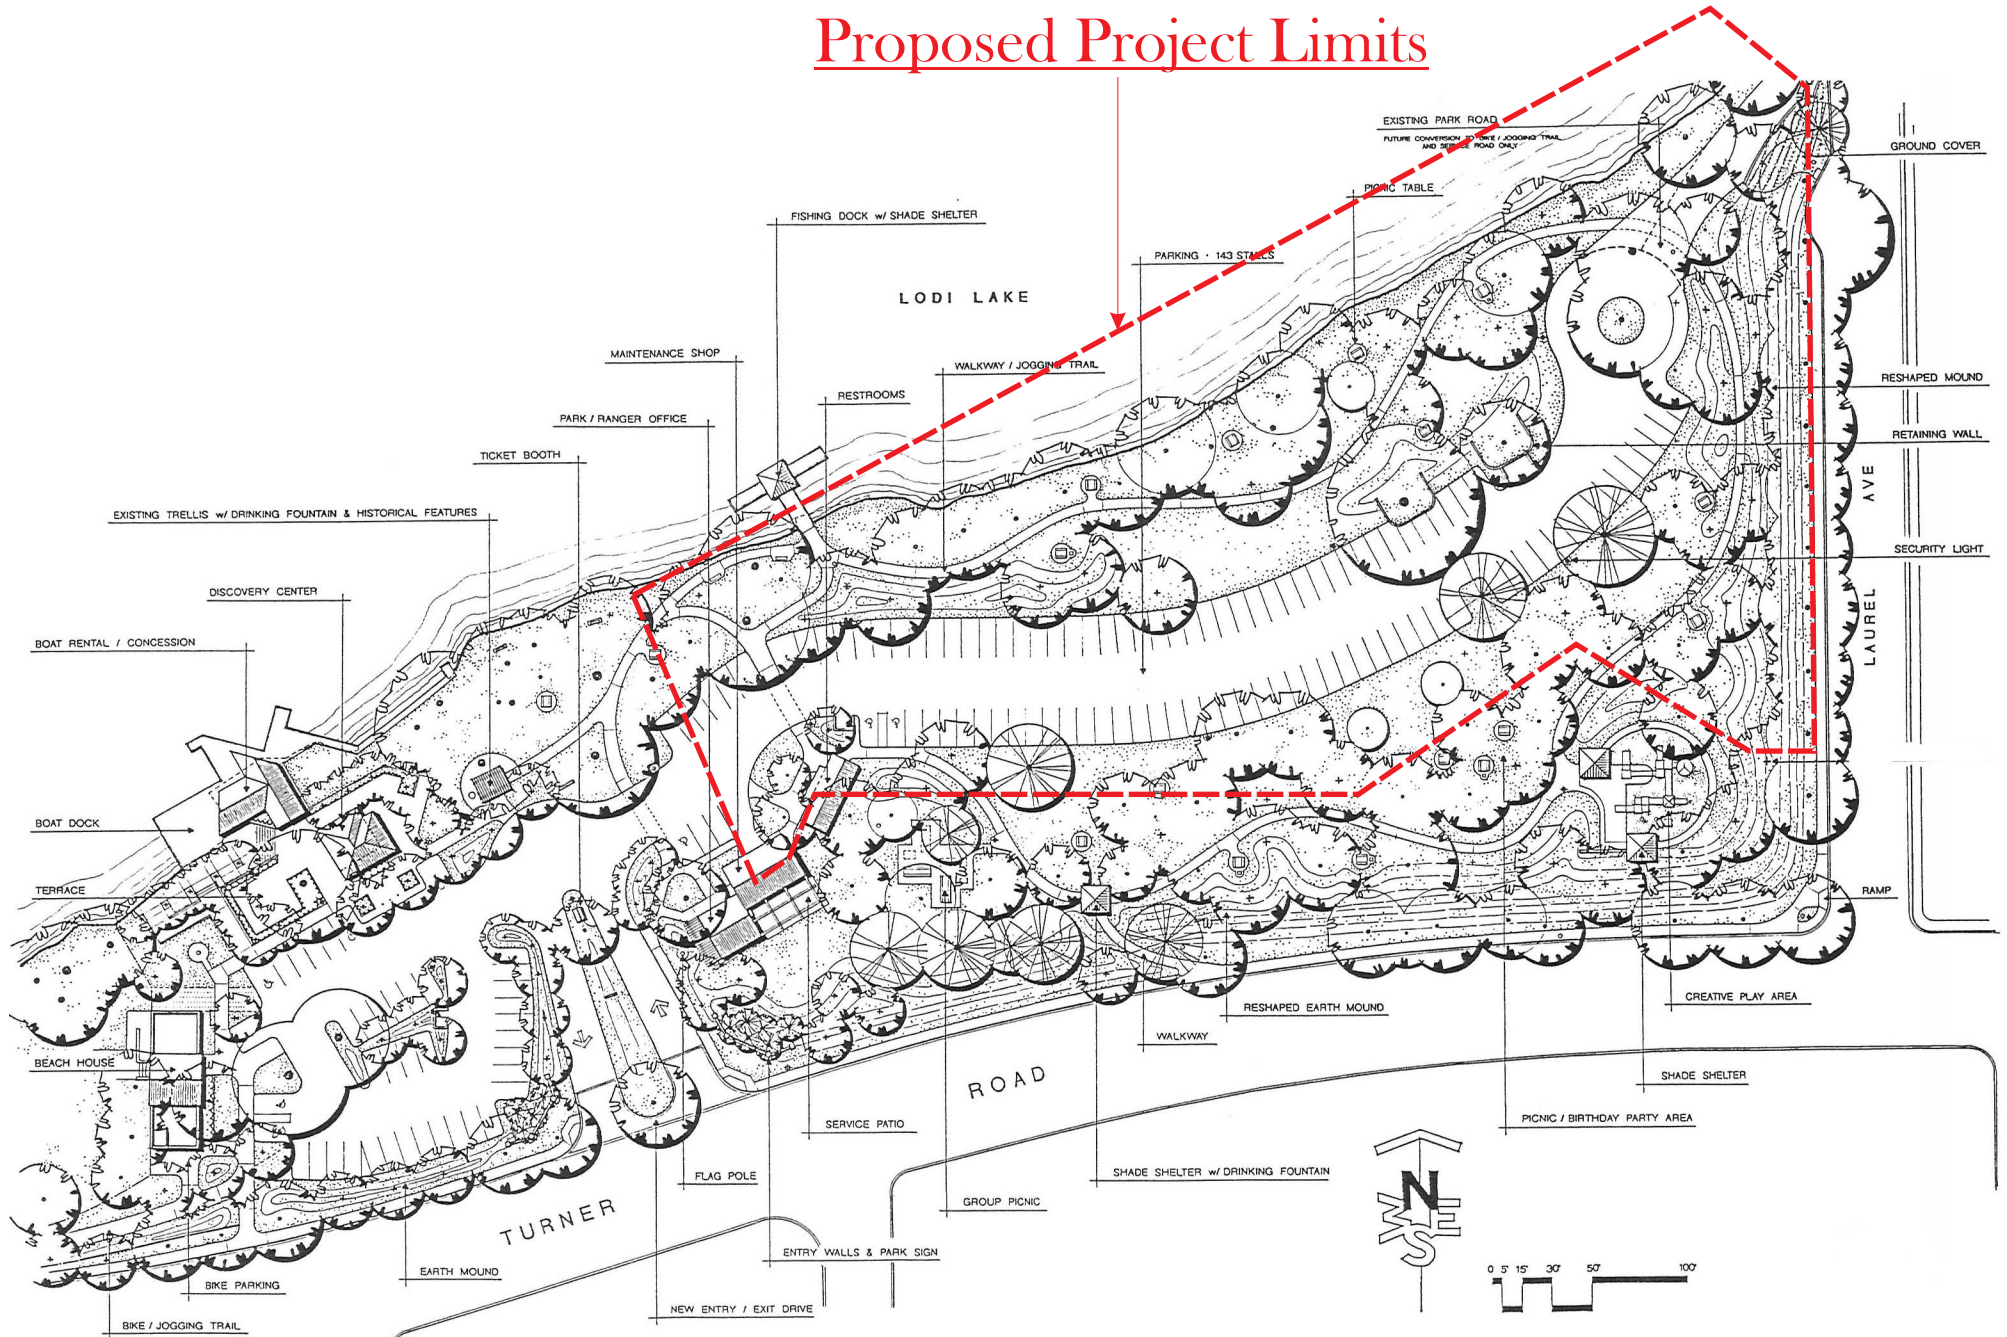 Proposed Project Limits
EXISTING PARK ROAD
FUTURE CONVERSION TO BIKE / JOGGING TRAIL
AND SERVICE ROAD ONLY
GROUND COVER
PICNIC TABLE
FISHING DOCK w/ SHADE SHELTER
PARKING · 143 STALLS
LODI LAKE
MAINTENANCE SHOP
WALKWAY / JOGGING TRAIL
RESHAPED MOUND
RESTROOMS
PARK / RANGER OFFICE
RETAINING WALL
TICKET BOOTH
LAUREL AVE
EXISTING TRELLIS w/ DRINKING FOUNTAIN & HISTORICAL FEATURES
SECURITY LIGHT
DISCOVERY CENTER
BOAT RENTAL / CONCESSION
BOAT DOCK
TERRACE
RAMP
CREATIVE PLAY AREA
RESHAPED EARTH MOUND
WALKWAY
BEACH HOUSE
SHADE SHELTER
TURNER ROAD
SERVICE PATIO
PICNIC / BIRTHDAY PARTY AREA
FLAG POLE
SHADE SHELTER w/ DRINKING FOUNTAIN
GROUP PICNIC
ENTRY WALLS & PARK SIGN
EARTH MOUND
BIKE PARKING
NEW ENTRY / EXIT DRIVE
BIKE / JOGGING TRAIL
N
W E
S
0 5' 15' 30' 50' 100'